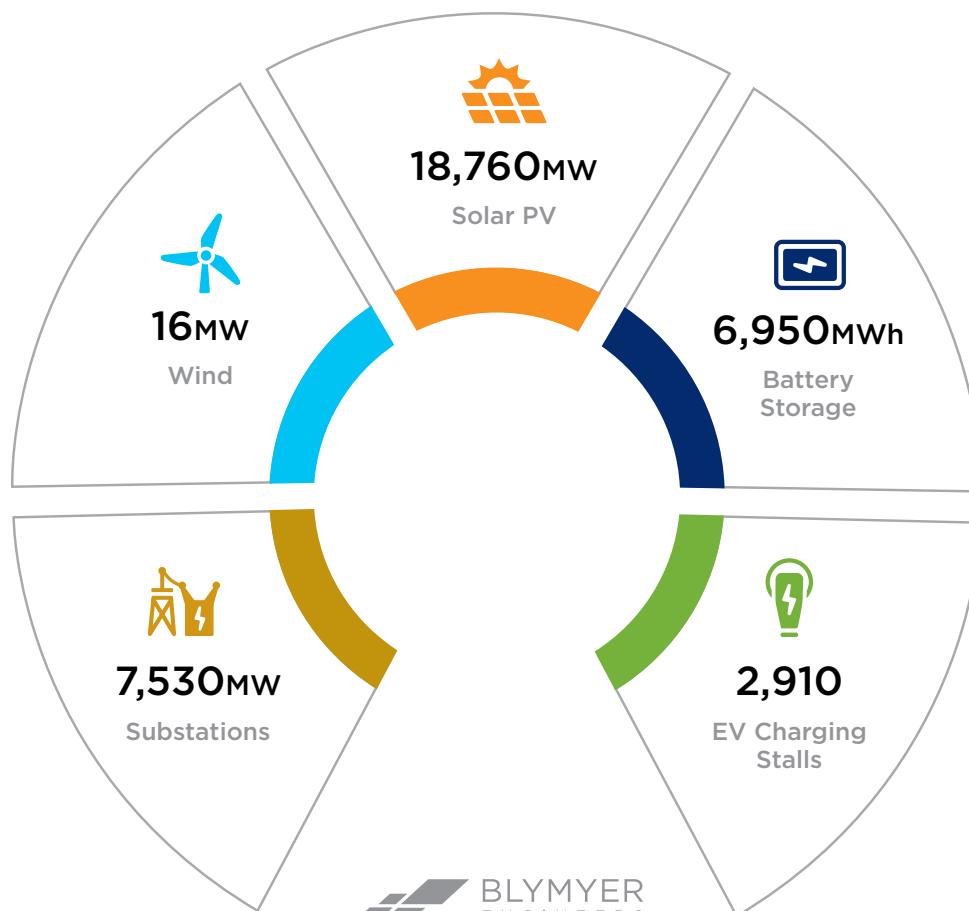 18,760MW
Solar PV
16MW
Wind
6,950MWh
Battery
Storage
7,530MW
Substations
2,910
EV Charging
Stalls
BLYMYER